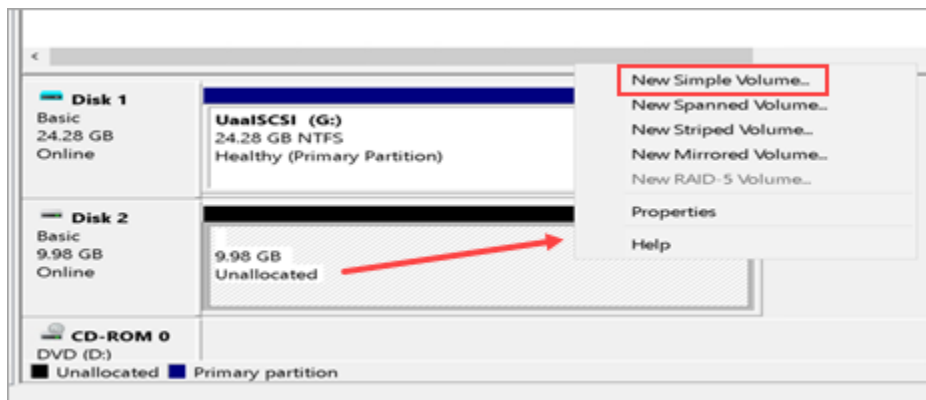 Disk 1
Basic
24.28 GB
Online
UaaISCSI (G:)
24.28 GB NTFS
Healthy (Primary Partition)
New Simple Volume...
New Spanned Volume...
New Striped Volume...
New Mirrored Volume...
New RAID-5 Volume...
Properties
Help
Disk 2
Basic
9.98 GB
Online
9.98 GB
Unallocated
CD-ROM 0
DVD (D:)
Unallocated Primary partition